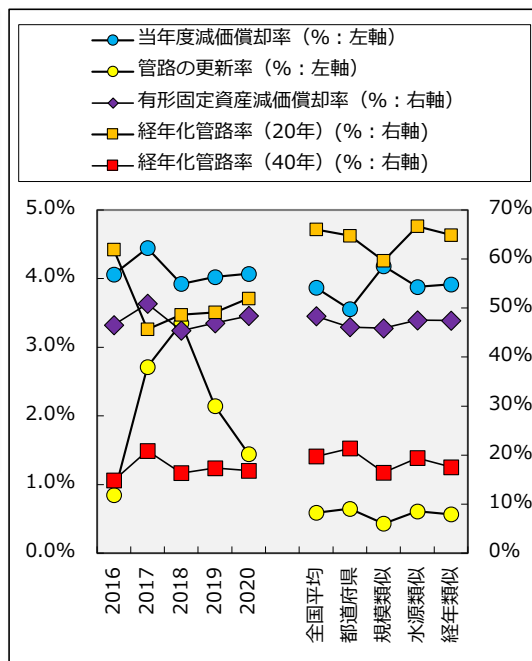 当年度減価償却率（%：左軸）
管路の更新率（%：左軸）
有形固定資産減価償却率（%：右軸）
経年化管路率（20年）(%：右軸)
経年化管路率（40年）(%：右軸)
5.0%
4.0%
3.0%
2.0%
1.0%
0.0%
70%
60%
50%
40%
30%
20%
10%
0%
2016
2017
2018
2019
2020
全国平均
都道府県
規模類似
水源類似
経年類似